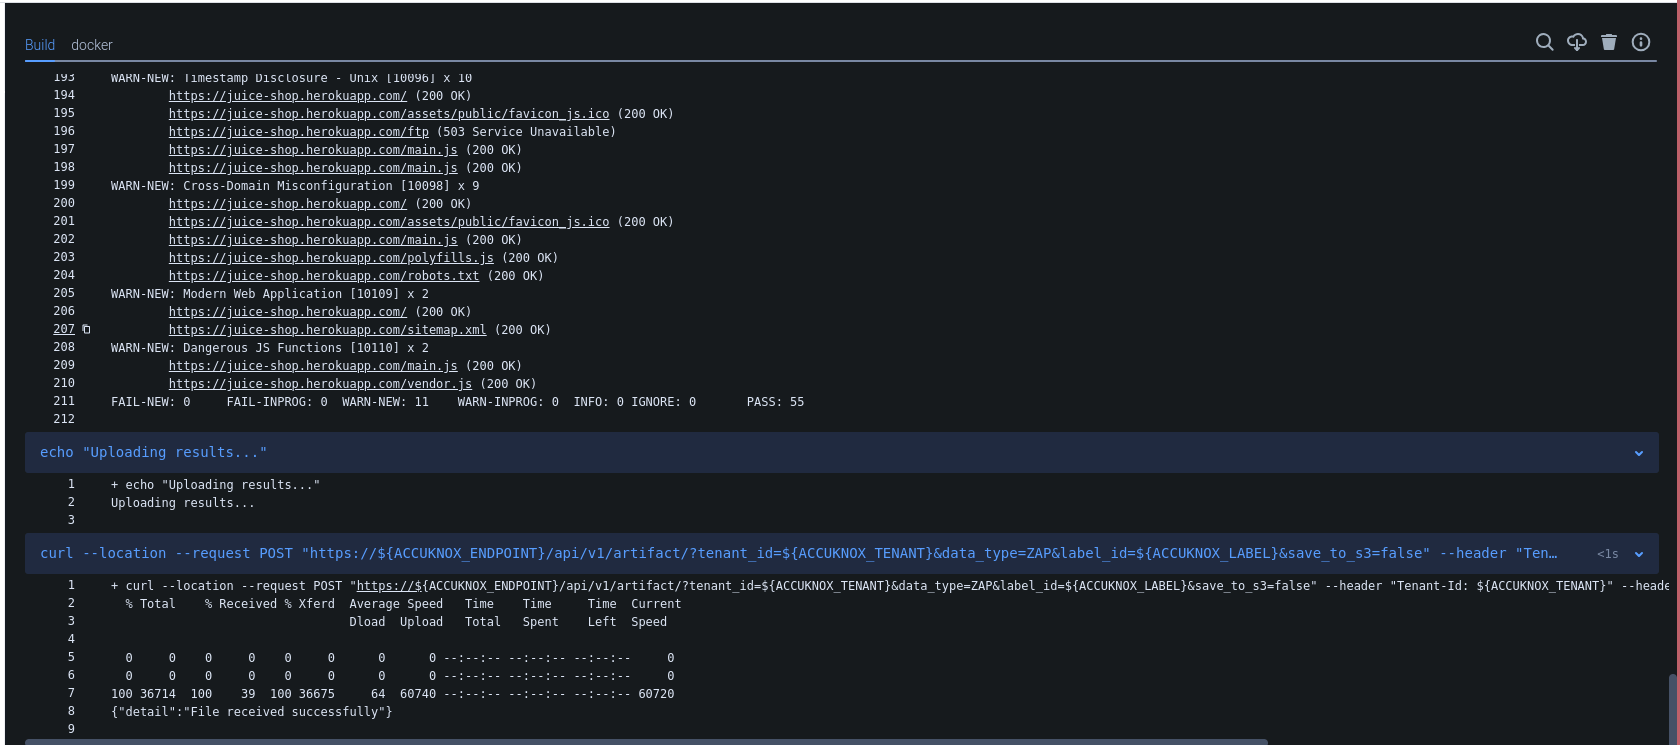 Build docker
193 WARN-NEW: Timestamp Disclosure - Unix [10096] x 10
194 https://juice-shop.herokuapp.com/ (200 OK)
195 https://juice-shop.herokuapp.com/assets/public/favicon_js.ico (200 OK)
196 https://juice-shop.herokuapp.com/ftp (503 Service Unavailable)
197 https://juice-shop.herokuapp.com/main.js (200 OK)
198 https://juice-shop.herokuapp.com/main.js (200 OK)
199 WARN-NEW: Cross-Domain Misconfiguration [10098] x 9
200 https://juice-shop.herokuapp.com/ (200 OK)
201 https://juice-shop.herokuapp.com/assets/public/favicon_js.ico (200 OK)
202 https://juice-shop.herokuapp.com/main.js (200 OK)
203 https://juice-shop.herokuapp.com/polyfills.js (200 OK)
204 https://juice-shop.herokuapp.com/robots.txt (200 OK)
205 WARN-NEW: Modern Web Application [10109] x 2
206 https://juice-shop.herokuapp.com/ (200 OK)
207 https://juice-shop.herokuapp.com/sitemap.xml (200 OK)
208 WARN-NEW: Dangerous JS Functions [10110] x 2
209 https://juice-shop.herokuapp.com/main.js (200 OK)
210 https://juice-shop.herokuapp.com/vendor.js (200 OK)
211 FAIL-NEW: 0 FAIL-INPROG: 0 WARN-NEW: 11 WARN-INPROG: 0 INFO: 0 IGNORE: 0 PASS: 55
212
echo "Uploading results..."
1 + echo "Uploading results..."
2 Uploading results...
3
curl --location --request POST "https://${ACCUKNOX_ENDPOINT}/api/v1/artifact/?tenant_id=${ACCUKNOX_TENANT}&data_type=ZAP&label_id=${ACCUKNOX_LABEL}&save_to_s3=false" --header "Ten… <1s
1 + curl --location --request POST "https://${ACCUKNOX_ENDPOINT}/api/v1/artifact/?tenant_id=${ACCUKNOX_TENANT}&data_type=ZAP&label_id=${ACCUKNOX_LABEL}&save_to_s3=false" --header "Tenant-Id: ${ACCUKNOX_TENANT}" --heade
2 % Total % Received % Xferd Average Speed Time Time Time Current
3 Dload Upload Total Spent Left Speed
4
5 0 0 0 0 0 0 0 0 --:--:-- --:--:-- --:--:-- 0
6 0 0 0 0 0 0 0 0 --:--:-- --:--:-- --:--:-- 0
7 100 36714 100 39 100 36675 64 60740 --:--:-- --:--:-- --:--:-- 60720
8 {"detail":"File received successfully"}
9